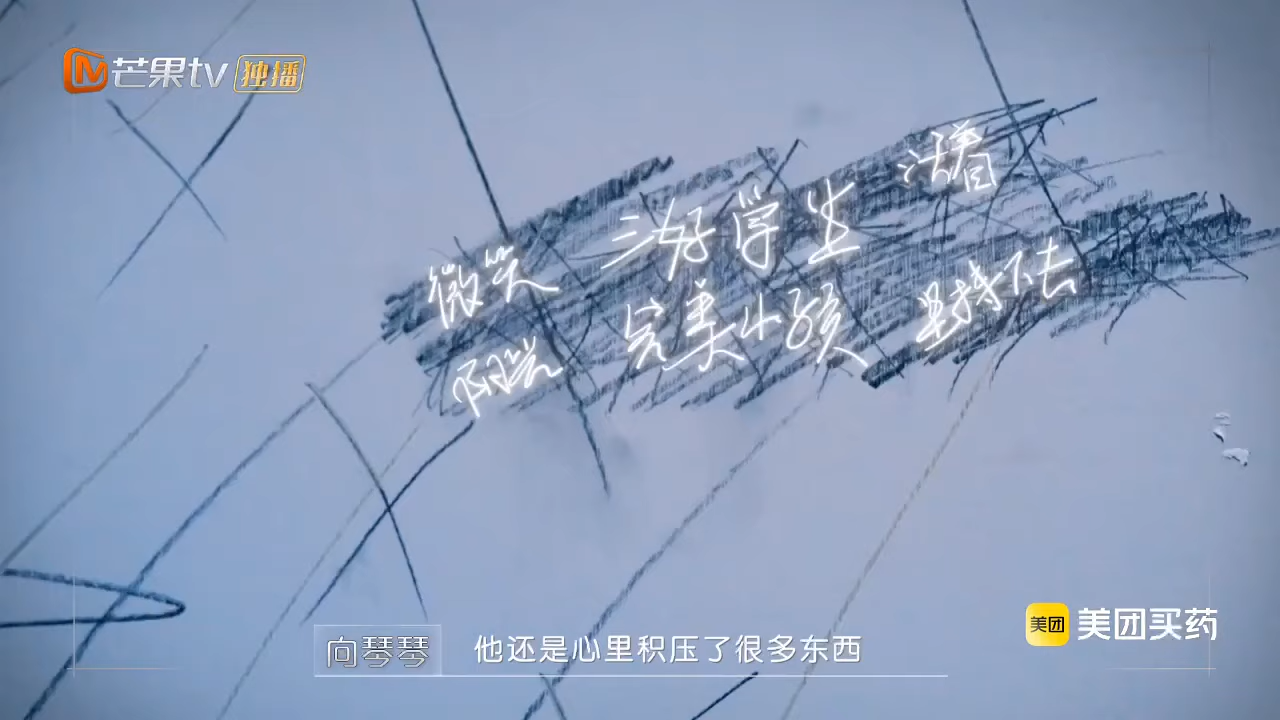 芒果tv 独播
活着
三好学生
微笑
完美小孩
坚持下去
阳光
美团 美团买药
向琴琴 他还是心里积压了很多东西